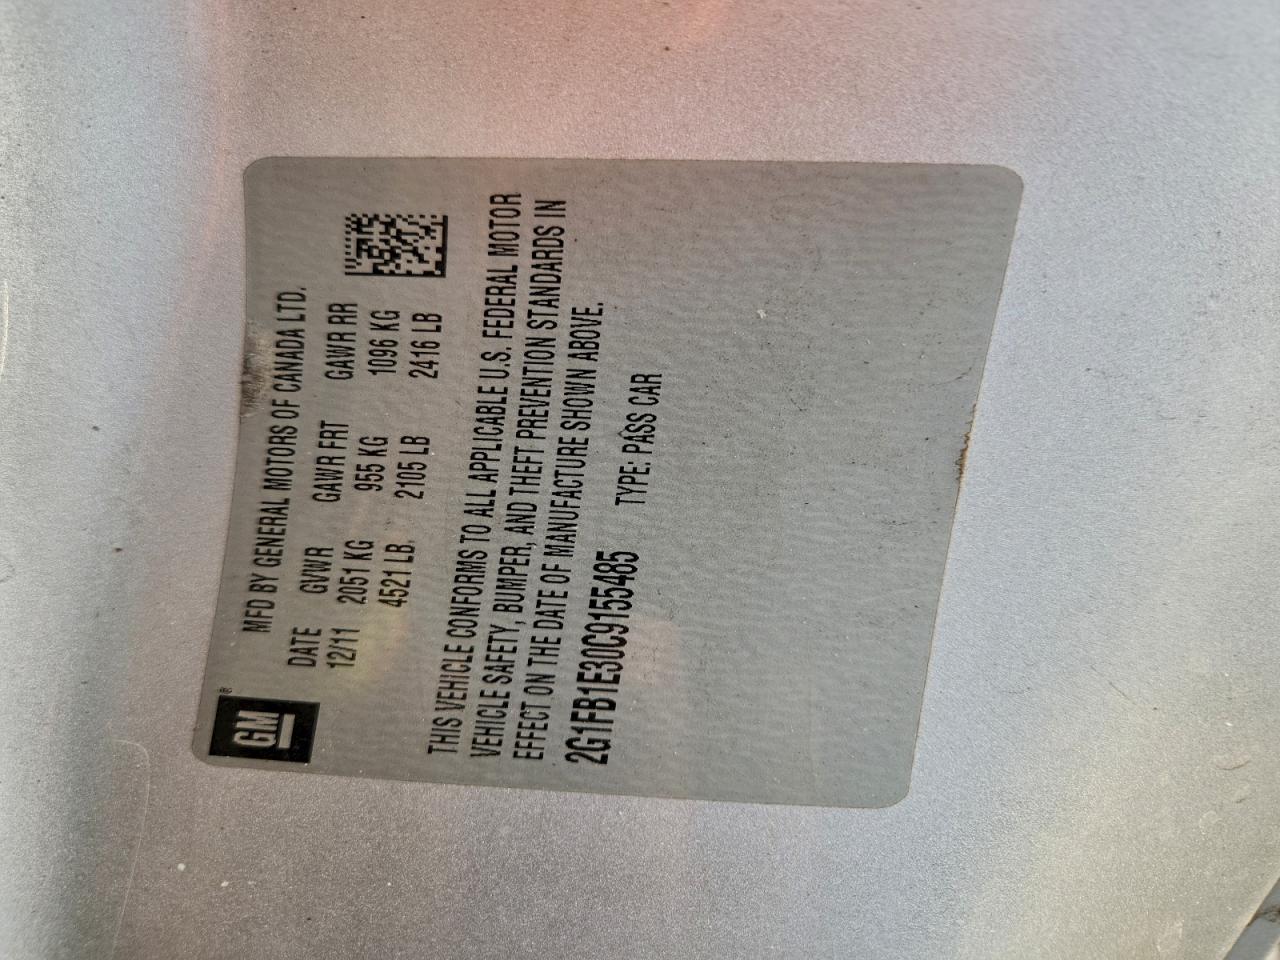 GM ®
MFD BY GENERAL MOTORS OF CANADA LTD.
DATE GVWR GAWR FRT GAWR RR
12/11 2051 KG 955 KG 1096 KG
4521 LB. 2105 LB 2416 LB
THIS VEHICLE CONFORMS TO ALL APPLICABLE U.S. FEDERAL MOTOR
VEHICLE SAFETY, BUMPER, AND THEFT PREVENTION STANDARDS IN
EFFECT ON THE DATE OF MANUFACTURE SHOWN ABOVE.
2G1FB1E30C9155485 TYPE: PASS CAR